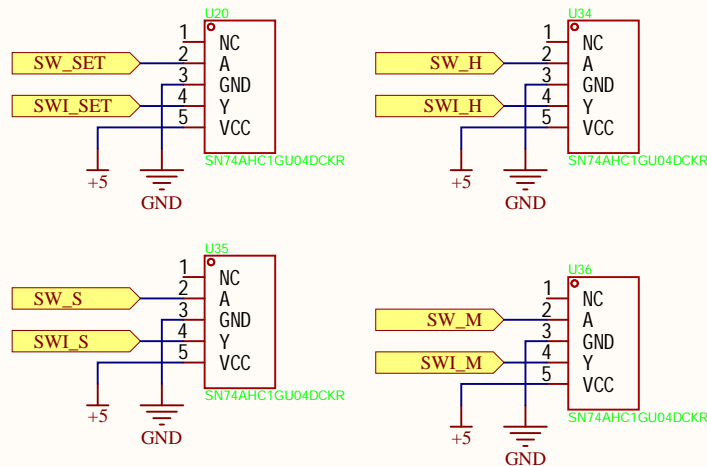 U20
1 NC
SW_SET 2 A
3 GND
SWI_SET 4 Y
5 VCC
SN74AHC1GU04DCKR
+5
GND
U34
1 NC
SW_H 2 A
3 GND
SWI_H 4 Y
5 VCC
SN74AHC1GU04DCKR
+5
GND
U35
1 NC
SW_S 2 A
3 GND
SWI_S 4 Y
5 VCC
SN74AHC1GU04DCKR
+5
GND
U36
1 NC
SW_M 2 A
3 GND
SWI_M 4 Y
5 VCC
SN74AHC1GU04DCKR
+5
GND